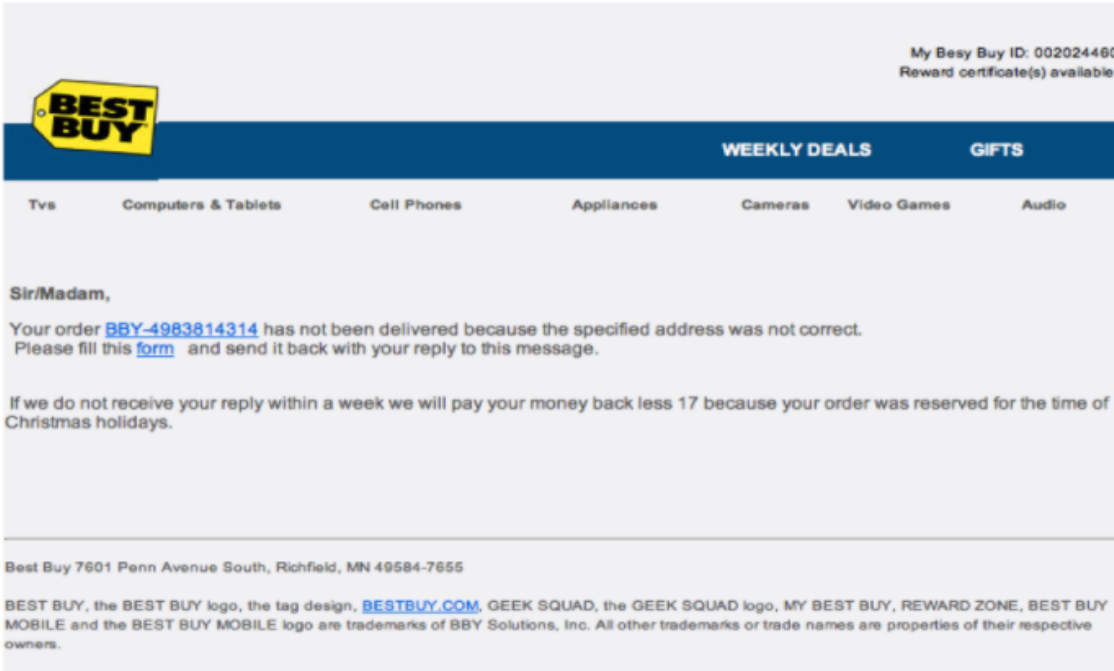 My Besy Buy ID: 002024460
Reward certificate(s) available
BEST
BUY
WEEKLY DEALS GIFTS
Tvs Computers & Tablets Cell Phones Appliances Cameras Video Games Audio
Sir/Madam,
Your order BBY-4983814314 has not been delivered because the specified address was not correct.
Please fill this form and send it back with your reply to this message.
If we do not receive your reply within a week we will pay your money back less 17 because your order was reserved for the time of
Christmas holidays.
Best Buy 7601 Penn Avenue South, Richfield, MN 49584-7655
BEST BUY, the BEST BUY logo, the tag design, BESTBUY.COM, GEEK SQUAD, the GEEK SQUAD logo, MY BEST BUY, REWARD ZONE, BEST BUY
MOBILE and the BEST BUY MOBILE logo are trademarks of BBY Solutions, Inc. All other trademarks or trade names are properties of their respective
owners.